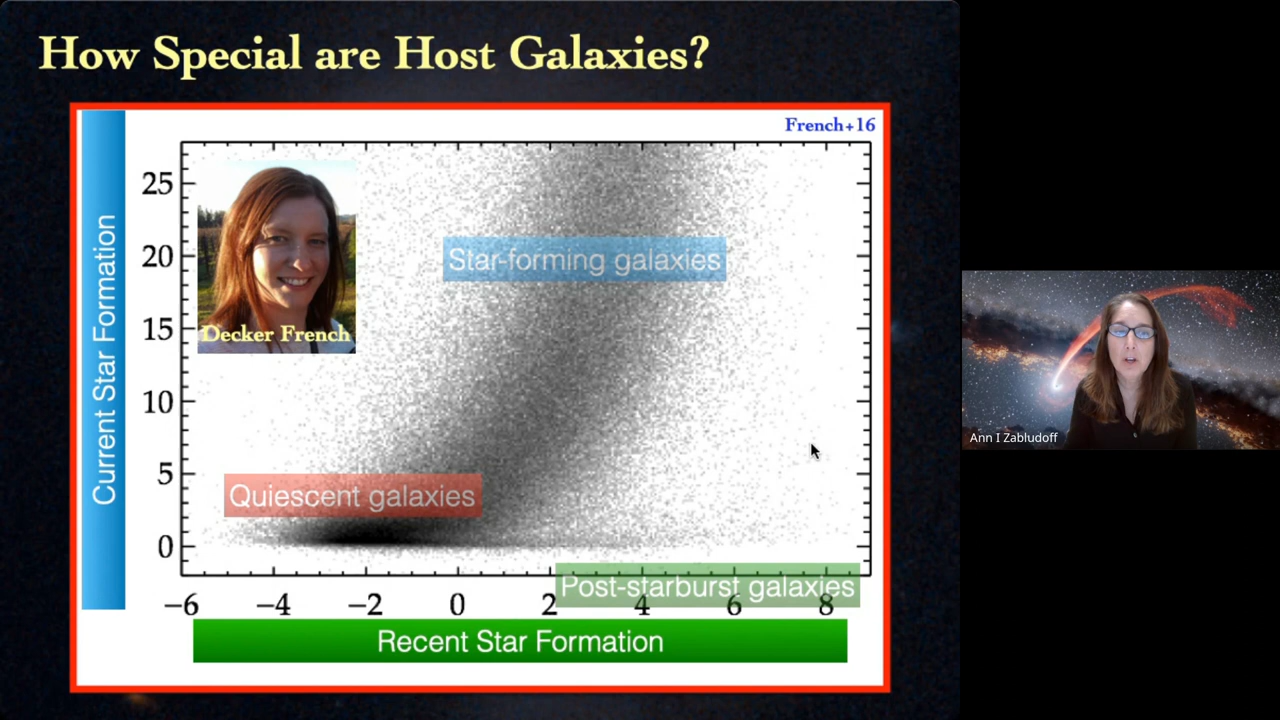 How Special are Host Galaxies?
French+16
Current Star Formation
25
20
15
10
5
0
Decker French
Star-forming galaxies
Quiescent galaxies
Post-starburst galaxies
−6 −4 −2 0 2 4 6 8
Recent Star Formation
Ann I Zabludoff